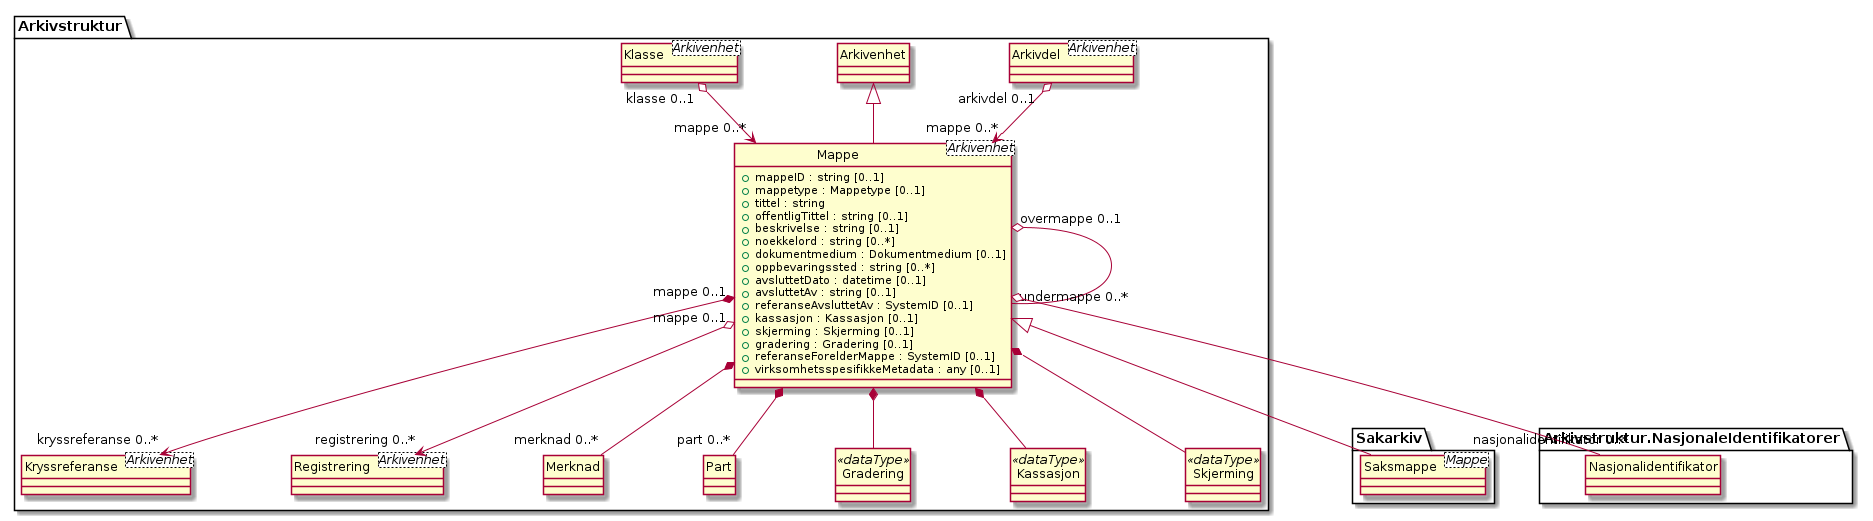 Arkivstruktur
Klasse
Arkivenhet
Arkivenhet
Arkivdel
Arkivenhet
klasse 0..1
arkivdel 0..1
mappe 0..*
mappe 0..*
Mappe
Arkivenhet
mappeID : string [0..1]
mappetype : Mappetype [0..1]
tittel : string
offentligTittel : string [0..1]
beskrivelse : string [0..1]
noekkelord : string [0..*]
dokumentmedium : Dokumentmedium [0..1]
oppbevaringssted : string [0..*]
avsluttetDato : datetime [0..1]
avsluttetAv : string [0..1]
referanseAvsluttetAv : SystemID [0..1]
kassasjon : Kassasjon [0..1]
skjerming : Skjerming [0..1]
gradering : Gradering [0..1]
referanseForelderMappe : SystemID [0..1]
virksomhetsspesifikkeMetadata : any [0..1]
overmappe 0..1
undermappe 0..*
mappe 0..1
mappe 0..1
kryssreferanse 0..*
registrering 0..*
merknad 0..*
part 0..*
nasjonalidentifikator 0..*
Kryssreferanse
Arkivenhet
Registrering
Arkivenhet
Merknad
Part
«dataType»
Gradering
«dataType»
Kassasjon
«dataType»
Skjerming
Sakarkiv
Saksmappe
Mappe
Arkivstruktur.NasjonaleIdentifikatorer
Nasjonalidentifikator